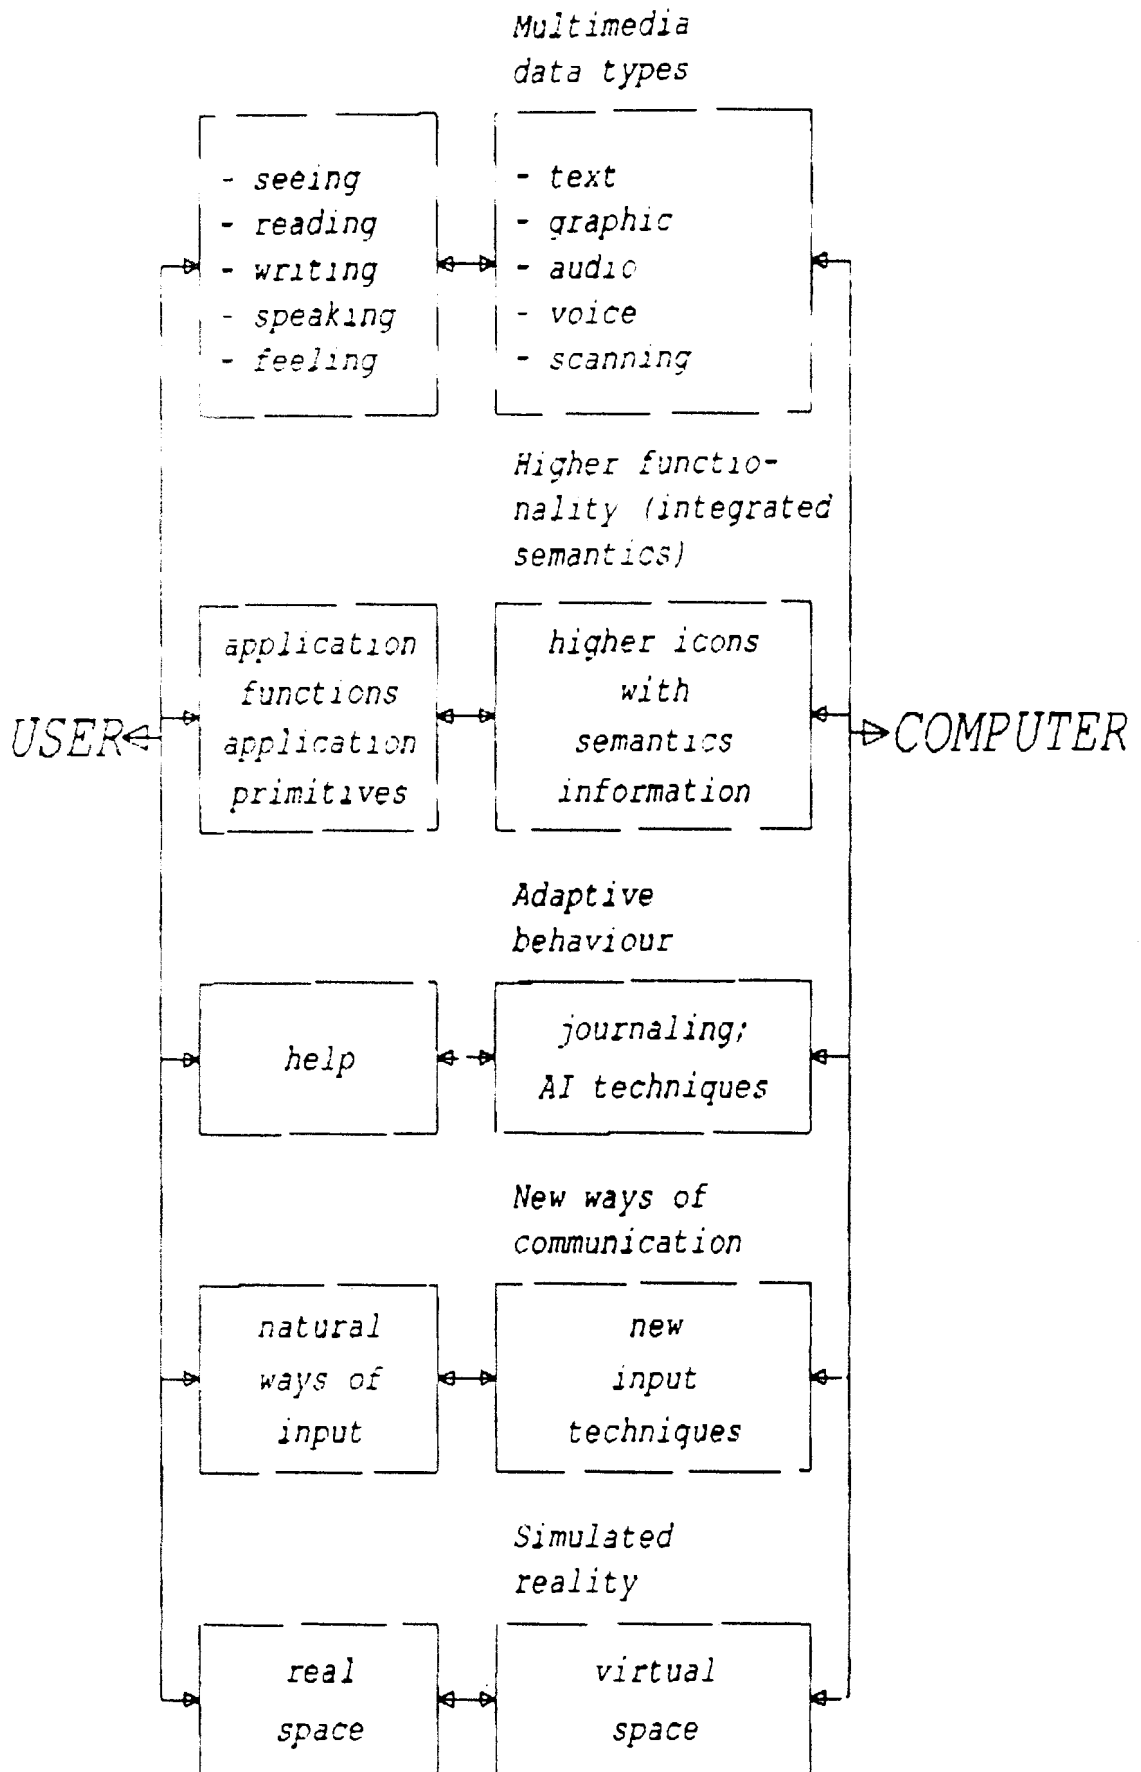 Multimedia
data types
- seeing
- reading
- writing
- speaking
- feeling
- text
- graphic
- audio
- voice
- scanning
Higher functio-
nality (integrated
semantics)
application
functions
application
primitives
higher icons
with
semantics
information
USER
COMPUTER
Adaptive
behaviour
help
journaling;
AI techniques
New ways of
communication
natural
ways of
input
new
input
techniques
Simulated
reality
real
space
virtual
space